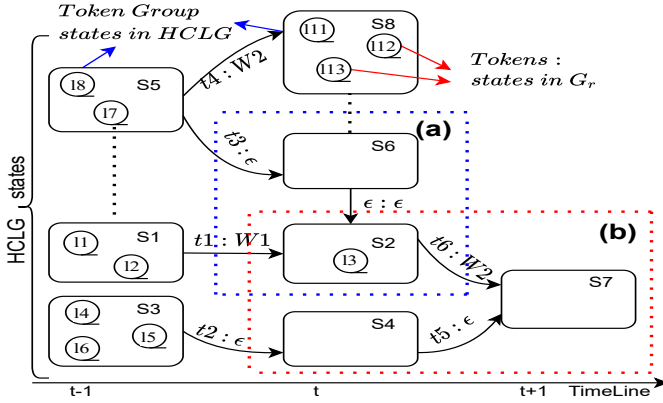 Token Group
states in HCLG
S8
l11
l12
l13
Tokens :
states in G_r
S5
l8
l7
t4 : W2
t3 : ϵ
(a)
S6
ϵ : ϵ
HCLG states
S1
l1
l2
t1 : W1
S2
l3
t6 : W2
(b)
S7
S3
l4
l5
l6
t2 : ϵ
S4
t5 : ϵ
t-1
t
t+1
TimeLine